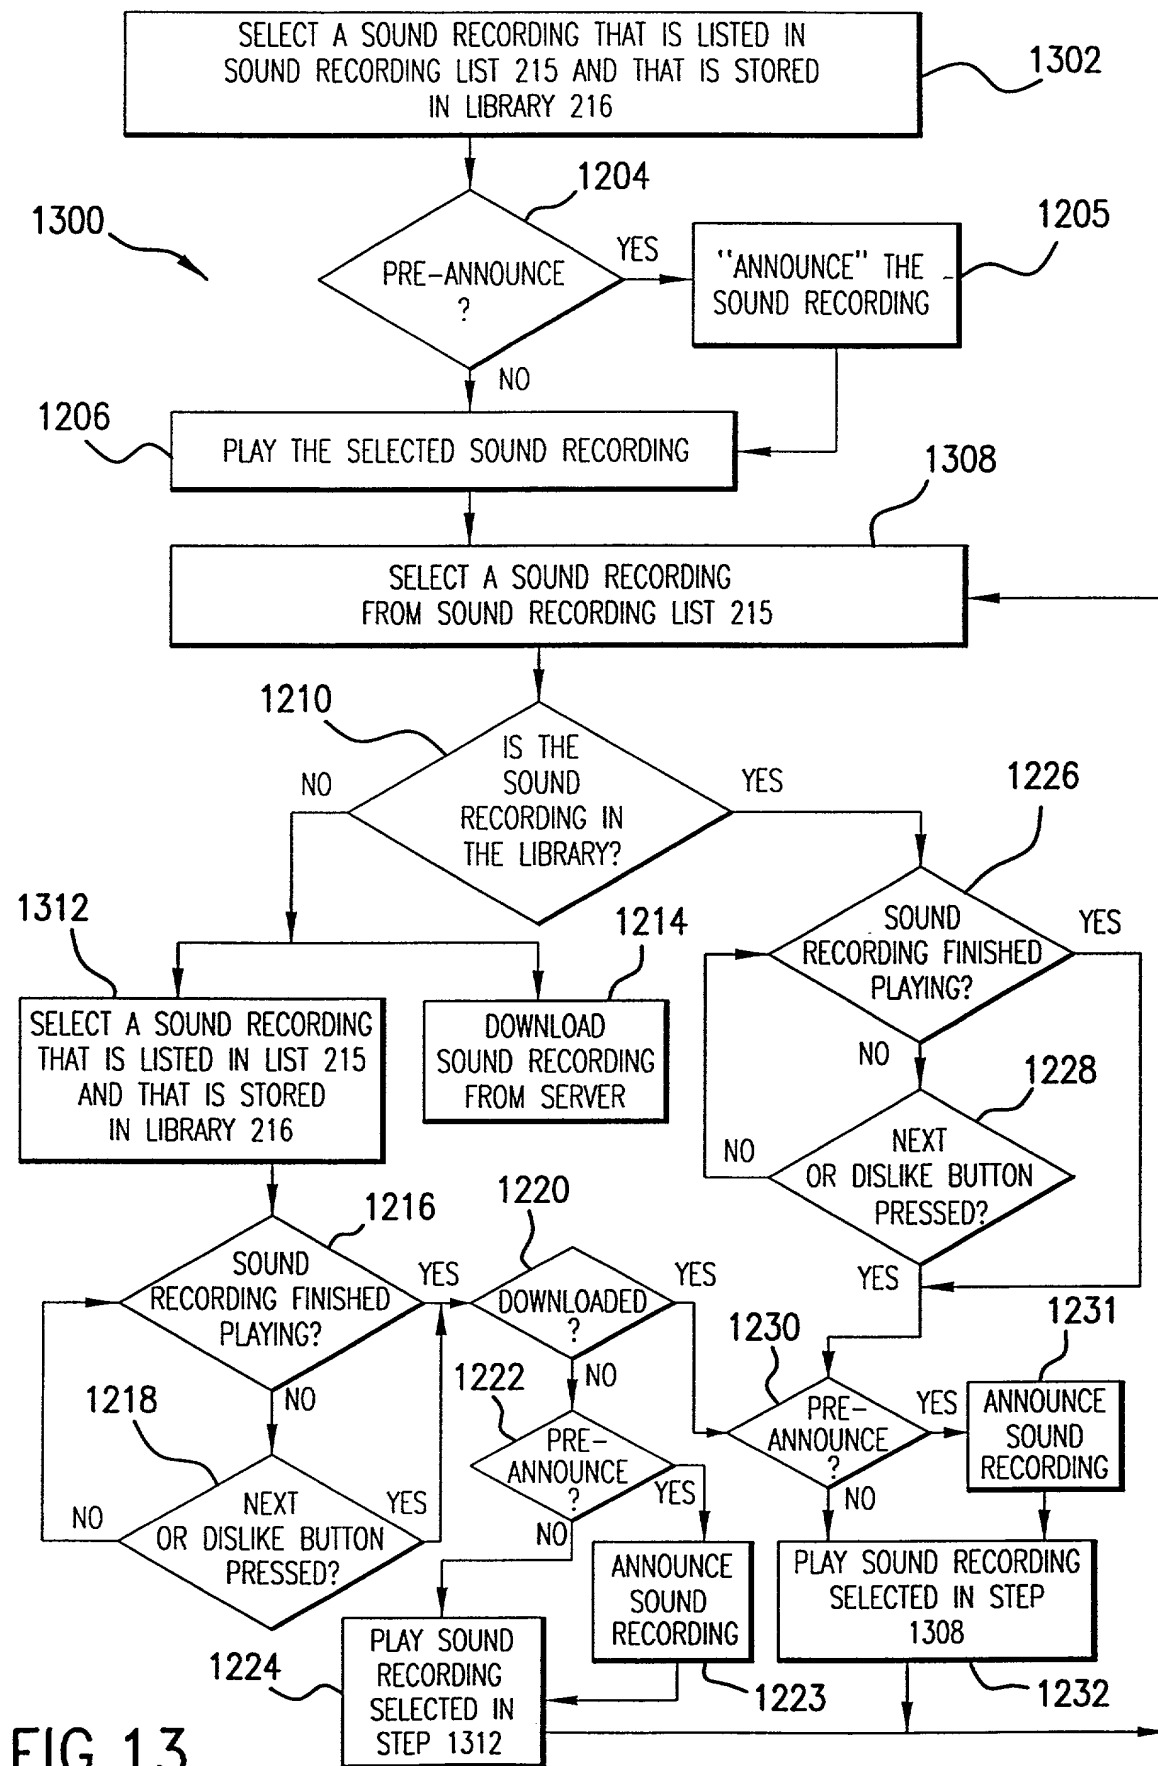 SELECT A SOUND RECORDING THAT IS LISTED IN
SOUND RECORDING LIST 215 AND THAT IS STORED
IN LIBRARY 216
1302
1204
1300
PRE-ANNOUNCE
?
YES
1205
"ANNOUNCE" THE
SOUND RECORDING
NO
1206
PLAY THE SELECTED SOUND RECORDING
1308
SELECT A SOUND RECORDING
FROM SOUND RECORDING LIST 215
1210
IS THE
SOUND
RECORDING IN
THE LIBRARY?
NO
YES
1226
SOUND
RECORDING FINISHED
PLAYING?
YES
NO
1228
NEXT
OR DISLIKE BUTTON
PRESSED?
NO
YES
1312
SELECT A SOUND RECORDING
THAT IS LISTED IN LIST 215
AND THAT IS STORED
IN LIBRARY 216
1214
DOWNLOAD
SOUND RECORDING
FROM SERVER
1216
SOUND
RECORDING FINISHED
PLAYING?
YES
NO
1218
NEXT
OR DISLIKE BUTTON
PRESSED?
NO
YES
1220
DOWNLOADED
?
YES
NO
1222
PRE-
ANNOUNCE
?
YES
NO
ANNOUNCE
SOUND
RECORDING
1223
1224
PLAY SOUND
RECORDING
SELECTED IN
STEP 1312
1230
PRE-
ANNOUNCE
?
YES
NO
1231
ANNOUNCE
SOUND
RECORDING
PLAY SOUND RECORDING
SELECTED IN STEP
1308
1232
FIG.13